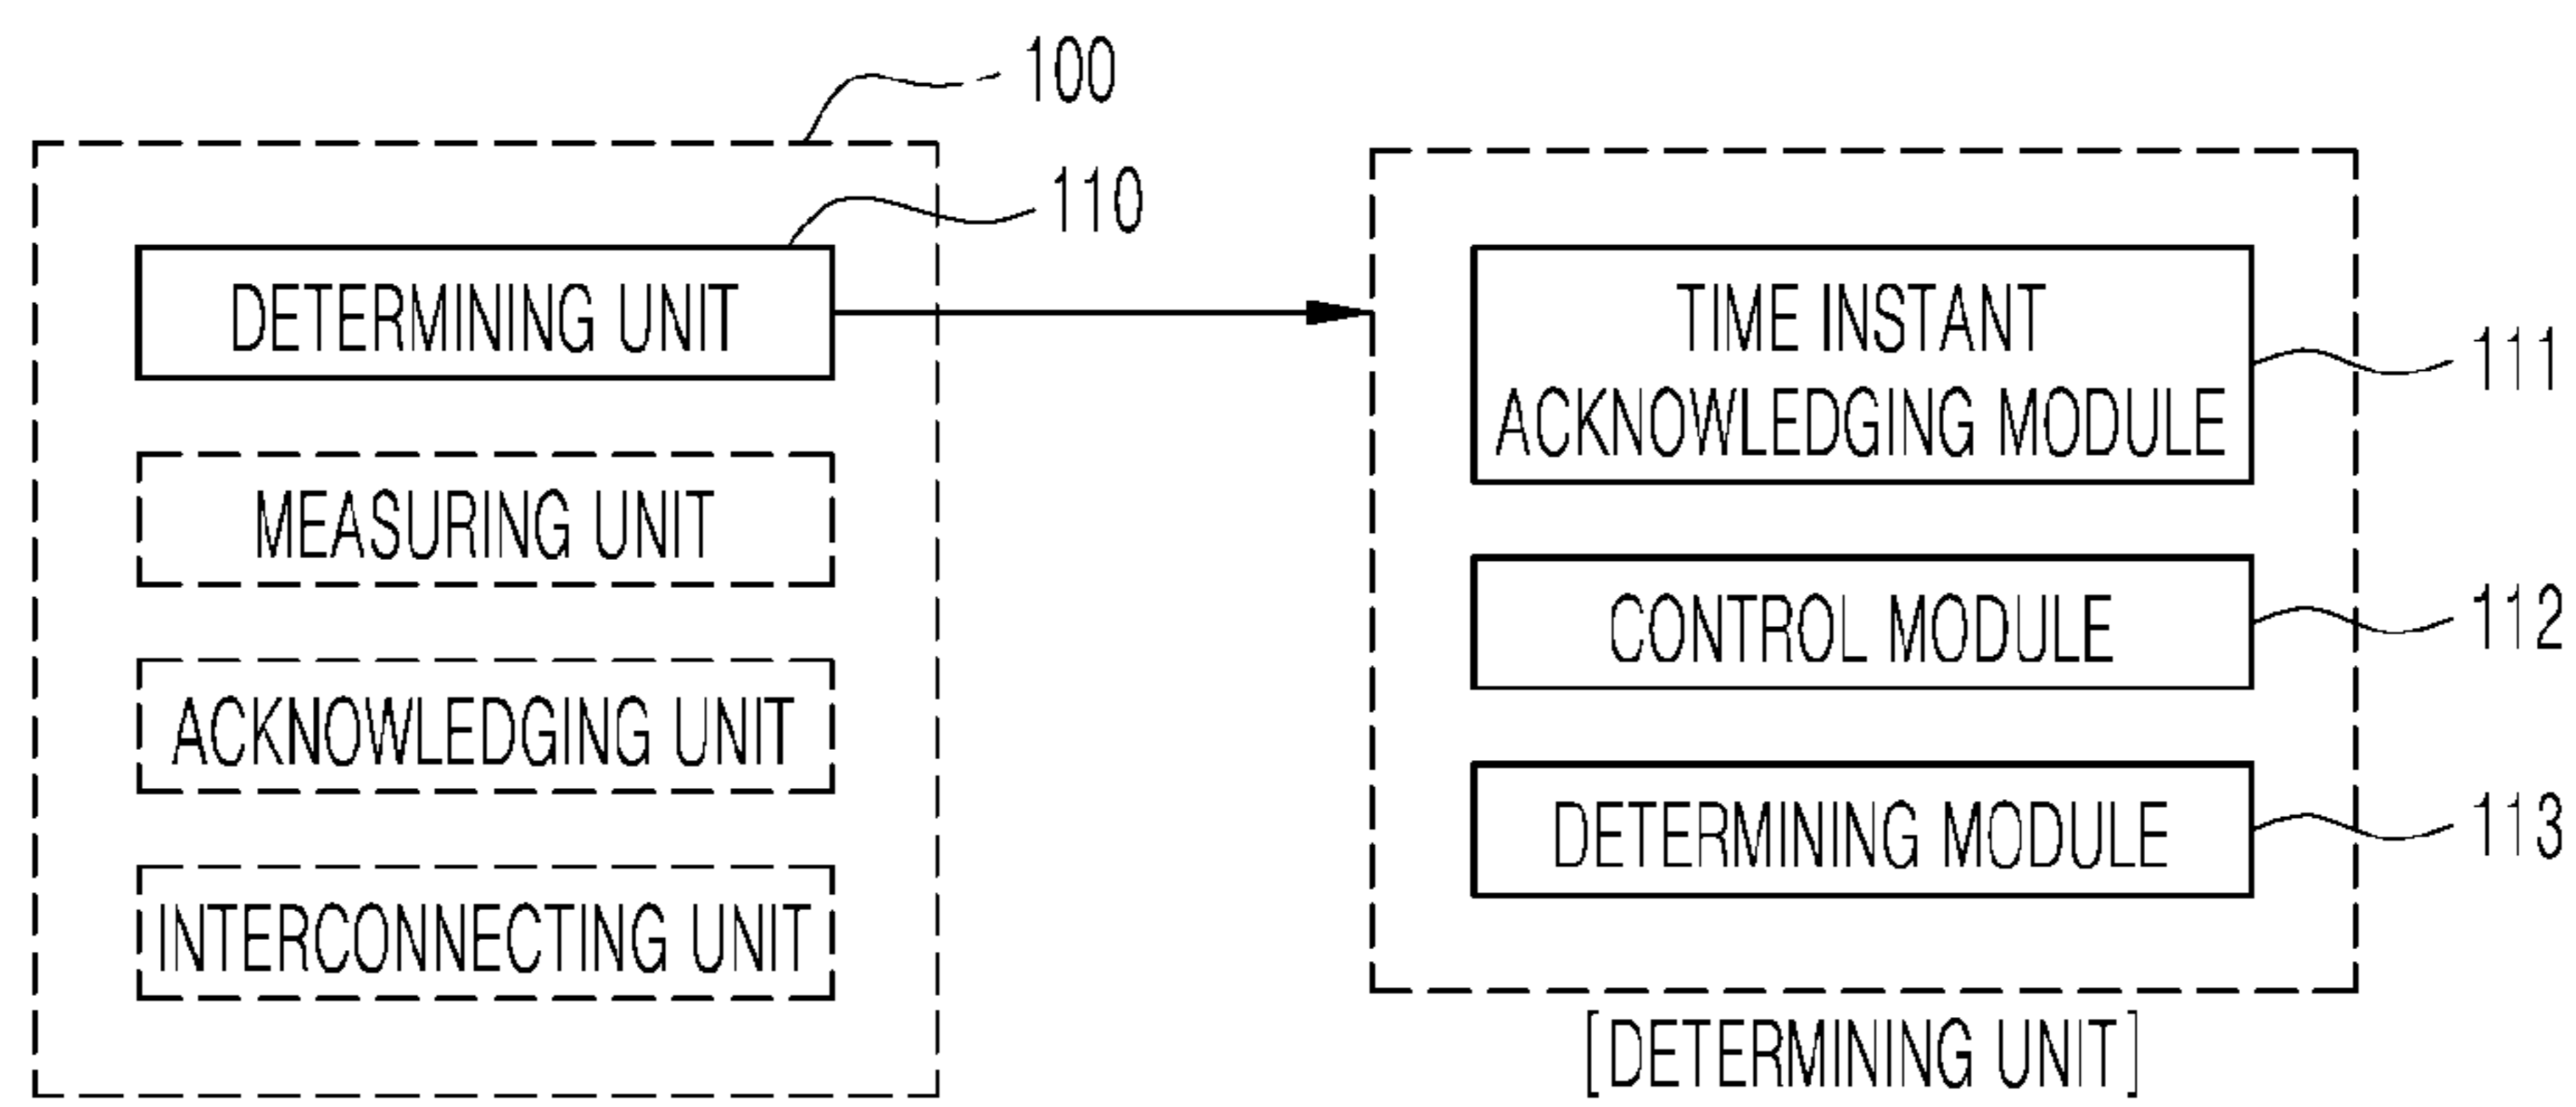 100
110
DETERMINING UNIT
MEASURING UNIT
ACKNOWLEDGING UNIT
INTERCONNECTING UNIT
TIME INSTANT
ACKNOWLEDGING MODULE
111
CONTROL MODULE
112
DETERMINING MODULE
113
[DETERMINING UNIT]